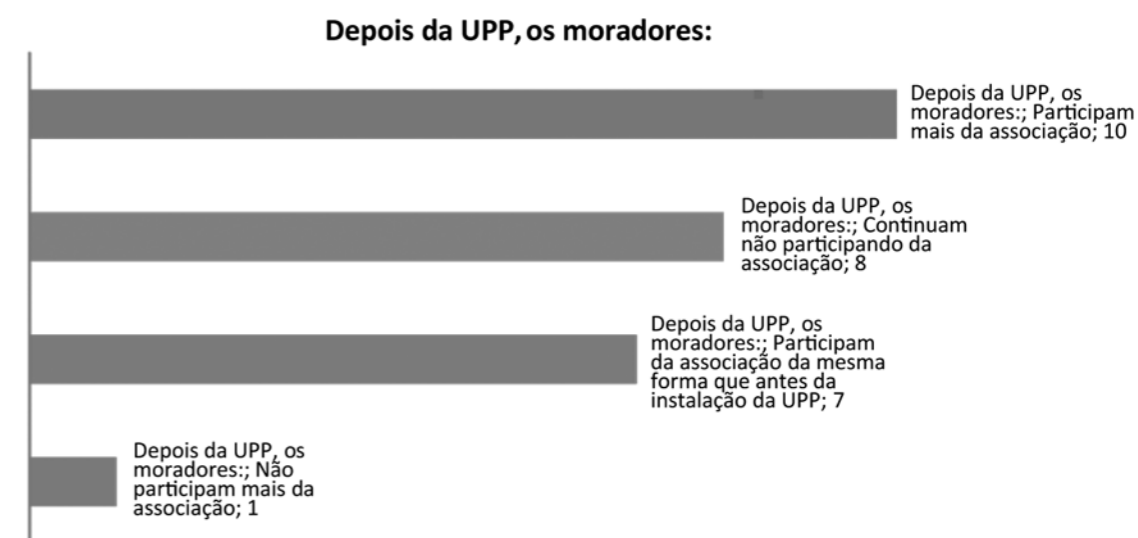 Depois da UPP, os moradores:
Depois da UPP, os
moradores:; Participam
mais da associação; 10
Depois da UPP, os
moradores:; Continuam
não participando da
associação; 8
Depois da UPP, os
moradores:; Participam
da associação da mesma
forma que antes da
instalação da UPP; 7
Depois da UPP, os
moradores:; Não
participam mais da
associação; 1